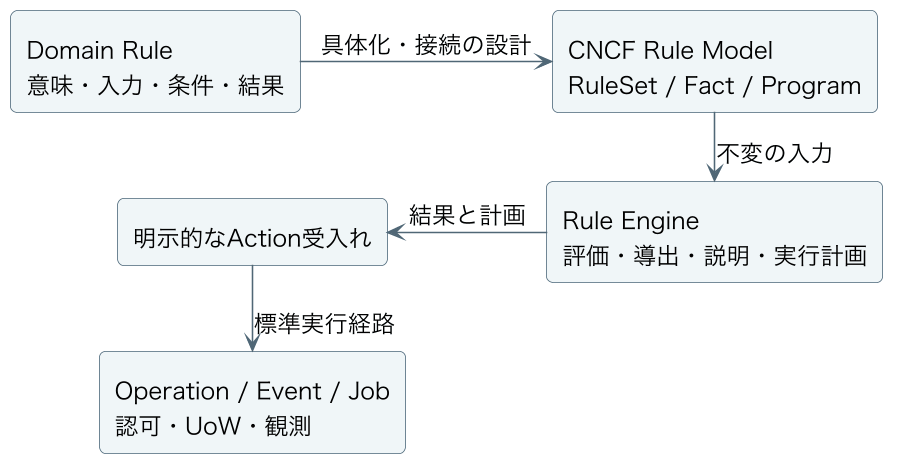 Domain Rule
意味・入力・条件・結果
具体化・接続の設計
CNCF Rule Model
RuleSet / Fact / Program
不変の入力
Rule Engine
評価・導出・説明・実行計画
結果と計画
明示的なAction受入れ
標準実行経路
Operation / Event / Job
認可・UoW・観測